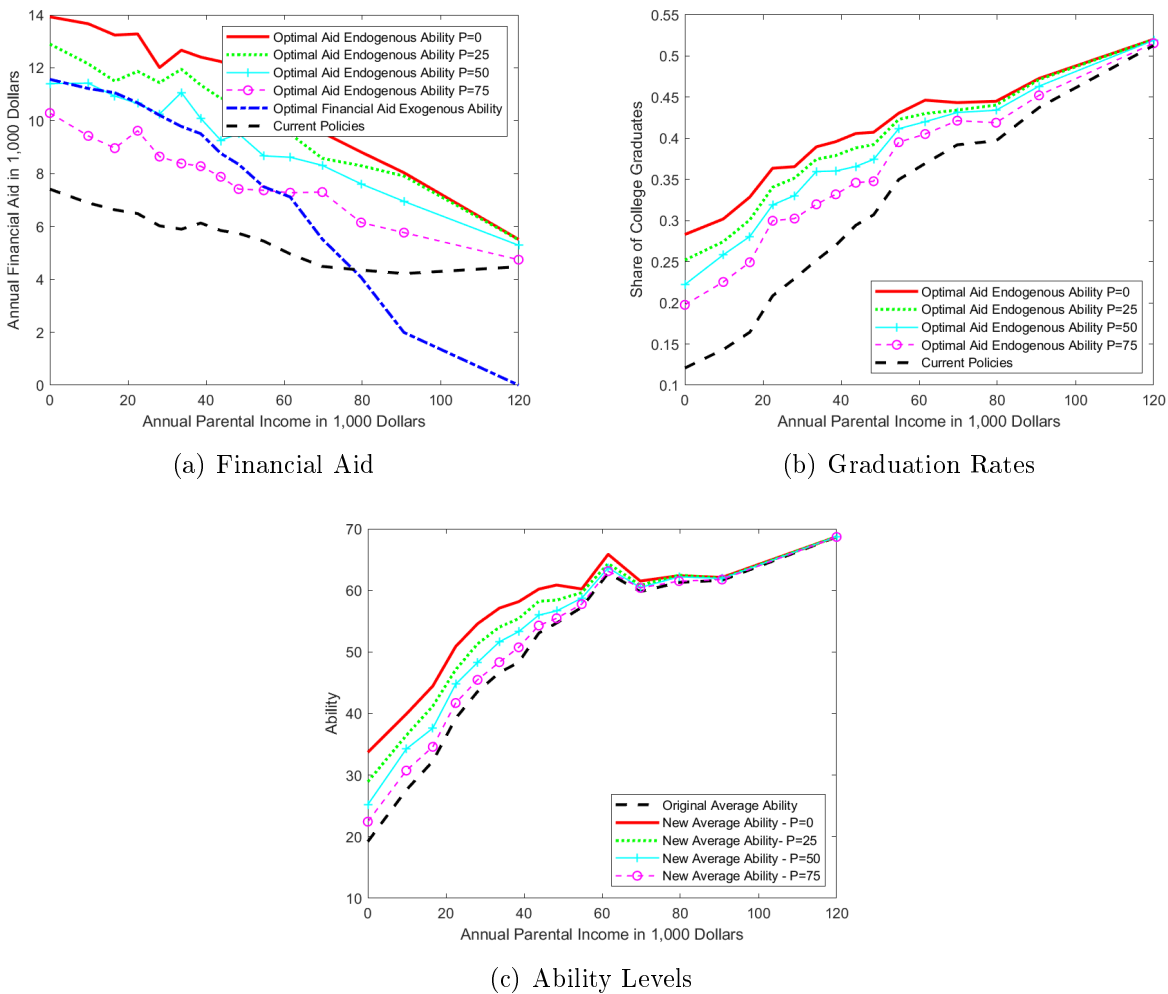 14
12
10
8
6
4
2
0
0 20 40 60 80 100 120
Annual Financial Aid in 1,000 Dollars
Annual Parental Income in 1,000 Dollars
Optimal Aid Endogenous Ability P=0
Optimal Aid Endogenous Ability P=25
Optimal Aid Endogenous Ability P=50
Optimal Aid Endogenous Ability P=75
Optimal Financial Aid Exogenous Ability
Current Policies
(a) Financial Aid
0.55
0.5
0.45
0.4
0.35
0.3
0.25
0.2
0.15
0.1
0 20 40 60 80 100 120
Share of College Graduates
Annual Parental Income in 1,000 Dollars
Optimal Aid Endogenous Ability P=0
Optimal Aid Endogenous Ability P=25
Optimal Aid Endogenous Ability P=50
Optimal Aid Endogenous Ability P=75
Current Policies
(b) Graduation Rates
70
60
50
40
30
20
10
0 20 40 60 80 100 120
Ability
Annual Parental Income in 1,000 Dollars
Original Average Ability
New Average Ability - P=0
New Average Ability- P=25
New Average Ability - P=50
New Average Ability - P=75
(c) Ability Levels